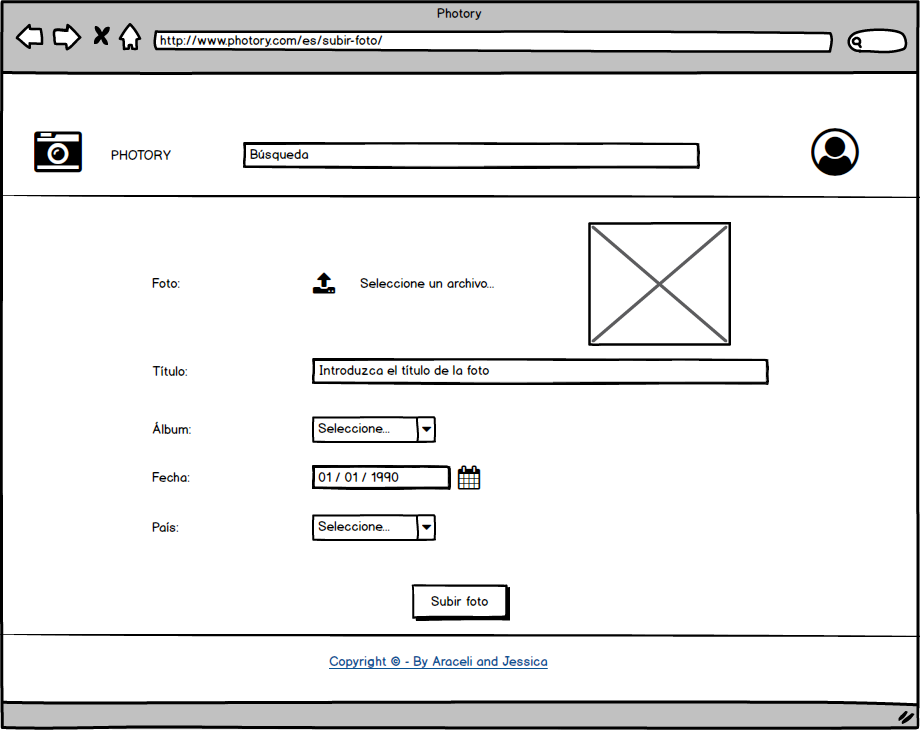 Photory
http://www.photory.com/es/subir-foto/
PHOTORY
Búsqueda
Foto:
Seleccione un archivo...
Título:
Introduzca el título de la foto
Álbum:
Seleccione...
Fecha:
01 / 01 / 1990
País:
Seleccione...
Subir foto
Copyright © - By Araceli and Jessica